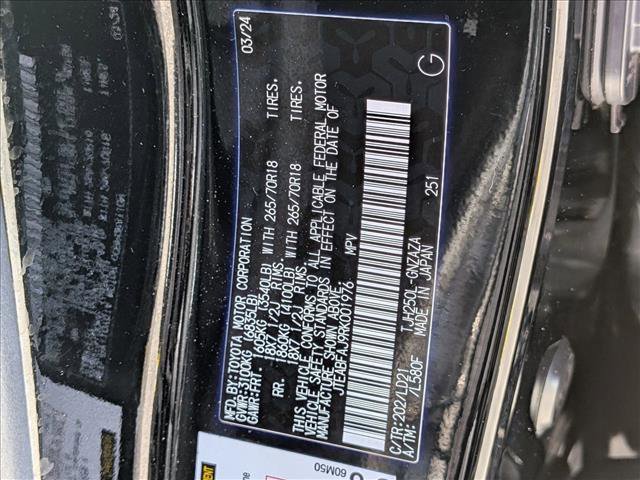 MFD.BY:TOYOTA MOTOR CORPORATION 03/24
GVWR:3100KG (6835LB)
GAWR:FRT. 1605KG (3540LB) WITH 265/70R18 TIRES.
18X7 1/2J RIMS.
RR. 1860KG (4100LB) WITH 265/70R18 TIRES.
18X7 1/2J RIMS.
THIS VEHICLE CONFORMS TO ALL APPLICABLE FEDERAL MOTOR
VEHICLE SAFETY STANDARDS IN EFFECT ON THE DATE OF
MANUFACTURE SHOWN ABOVE.
JTEABFAJ9RK001976 MPV
C/TR:202/LD21 TJH250L-GNZAZA
A/TM: /L580F MADE IN JAPAN 251
G
60M50